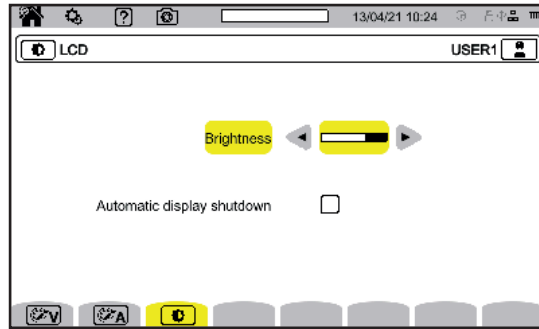 ?
13/04/21 10:24
LCD
USER1
Brightness
Automatic display shutdown
V
A